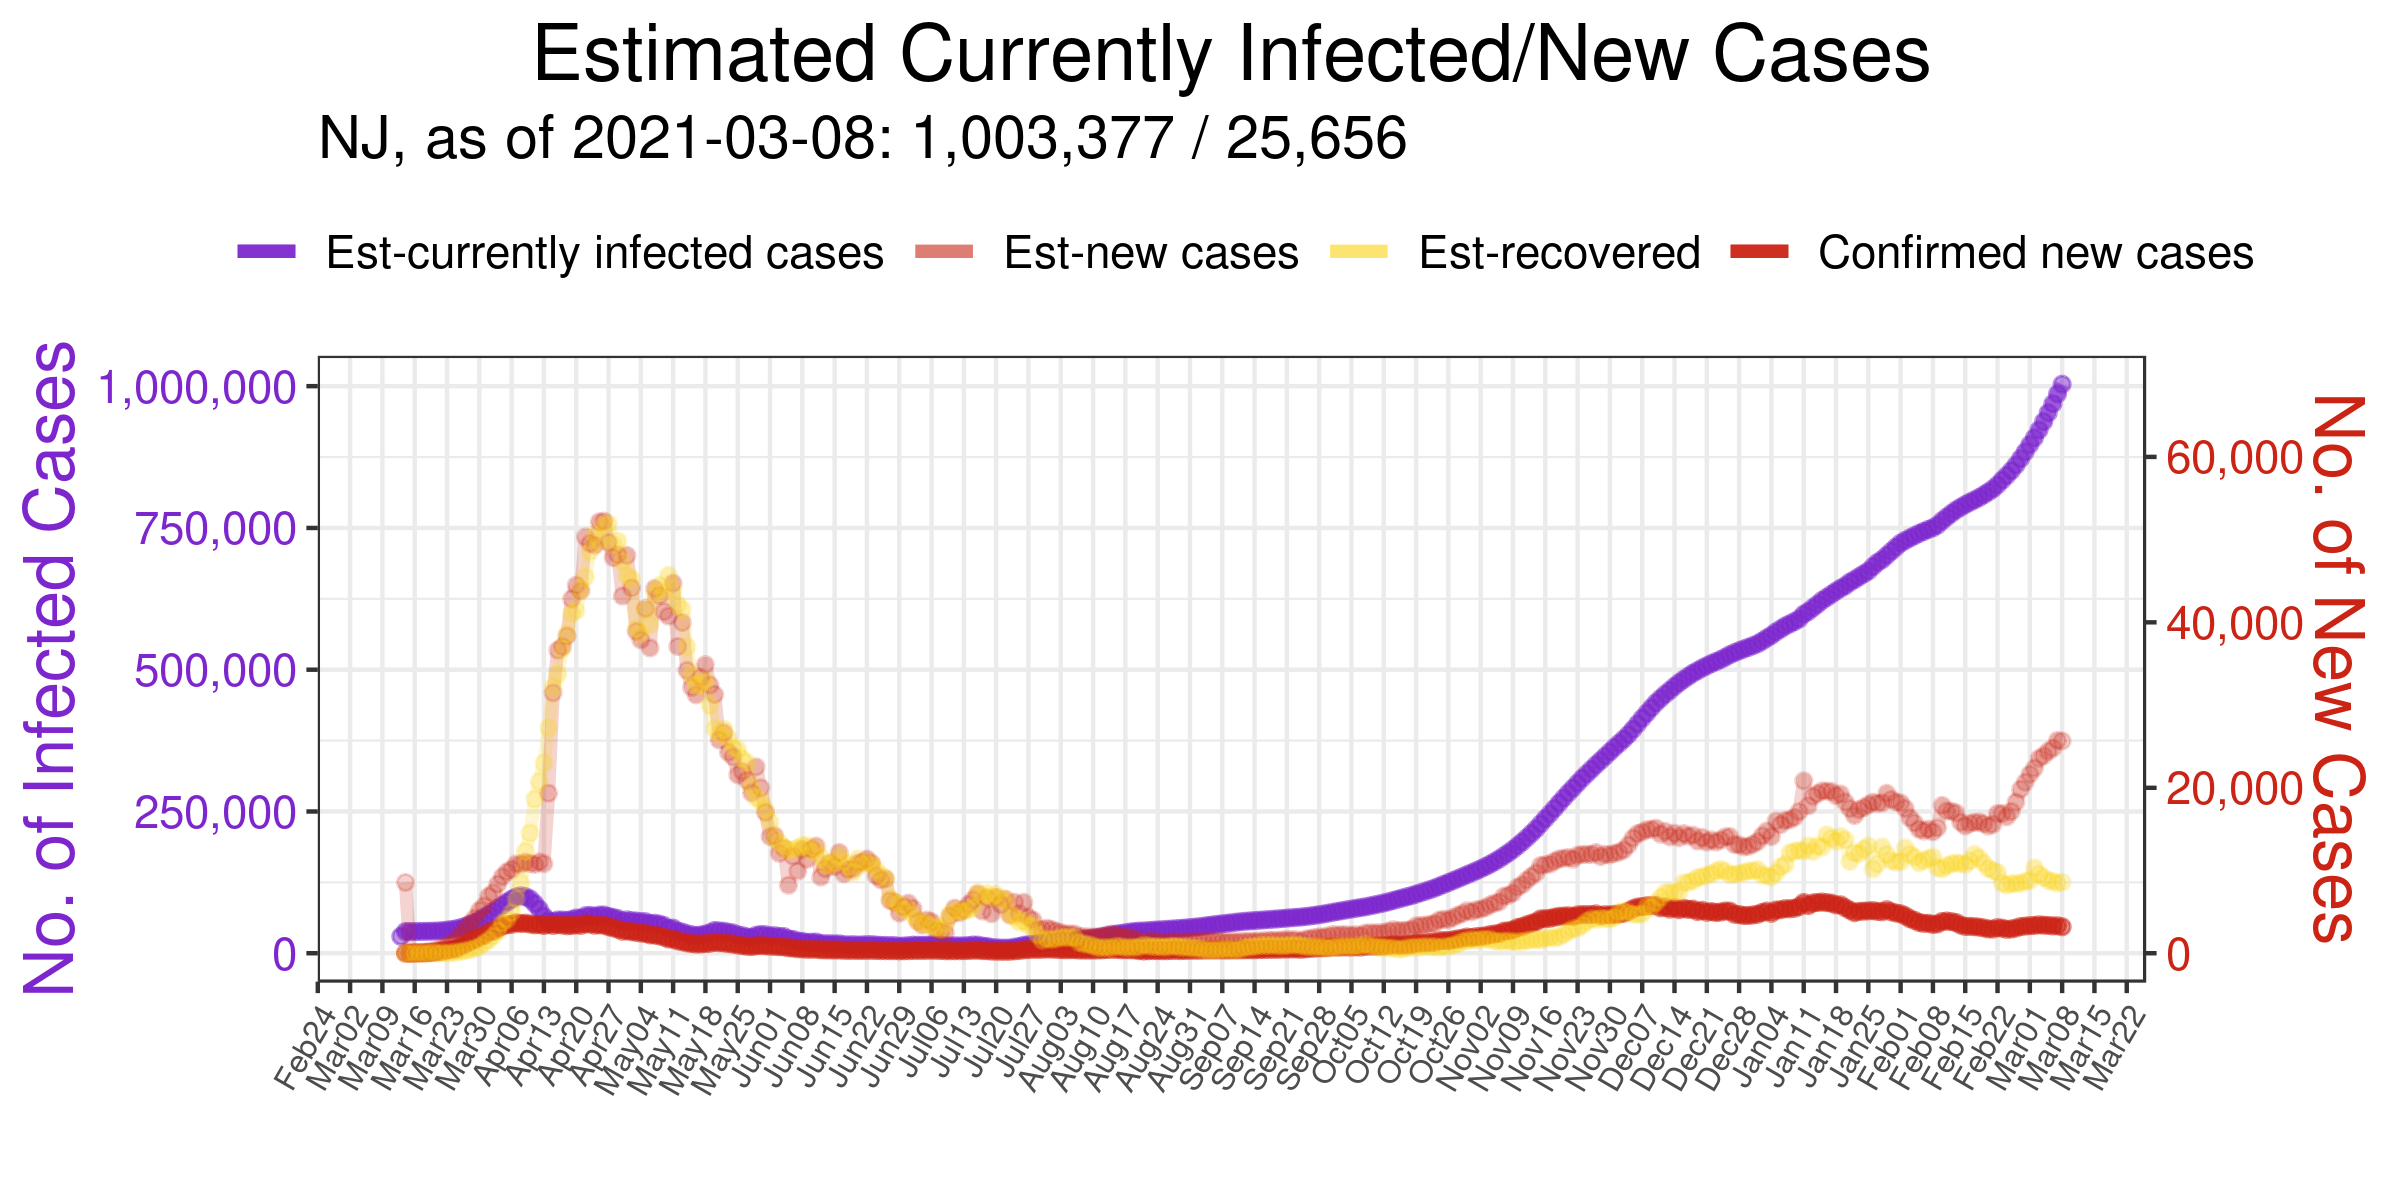 Estimated Currently Infected/New Cases
NJ, as of 2021-03-08: 1,003,377 / 25,656
Est-currently infected cases Est-new cases Est-recovered Confirmed new cases
No. of Infected Cases
1,000,000
750,000
500,000
250,000
0
60,000
40,000
20,000
0
No. of New Cases
Feb24 Mar02 Mar09 Mar16 Mar23 Mar30 Apr06 Apr13 Apr20 Apr27 May04 May11 May18 May25 Jun01 Jun08 Jun15 Jun22 Jun29 Jul06 Jul13 Jul20 Jul27 Aug03 Aug10 Aug17 Aug24 Aug31 Sep07 Sep14 Sep21 Sep28 Oct05 Oct12 Oct19 Oct26 Nov02 Nov09 Nov16 Nov23 Nov30 Dec07 Dec14 Dec21 Dec28 Jan04 Jan11 Jan18 Jan25 Feb01 Feb08 Feb15 Feb22 Mar01 Mar08 Mar15 Mar22